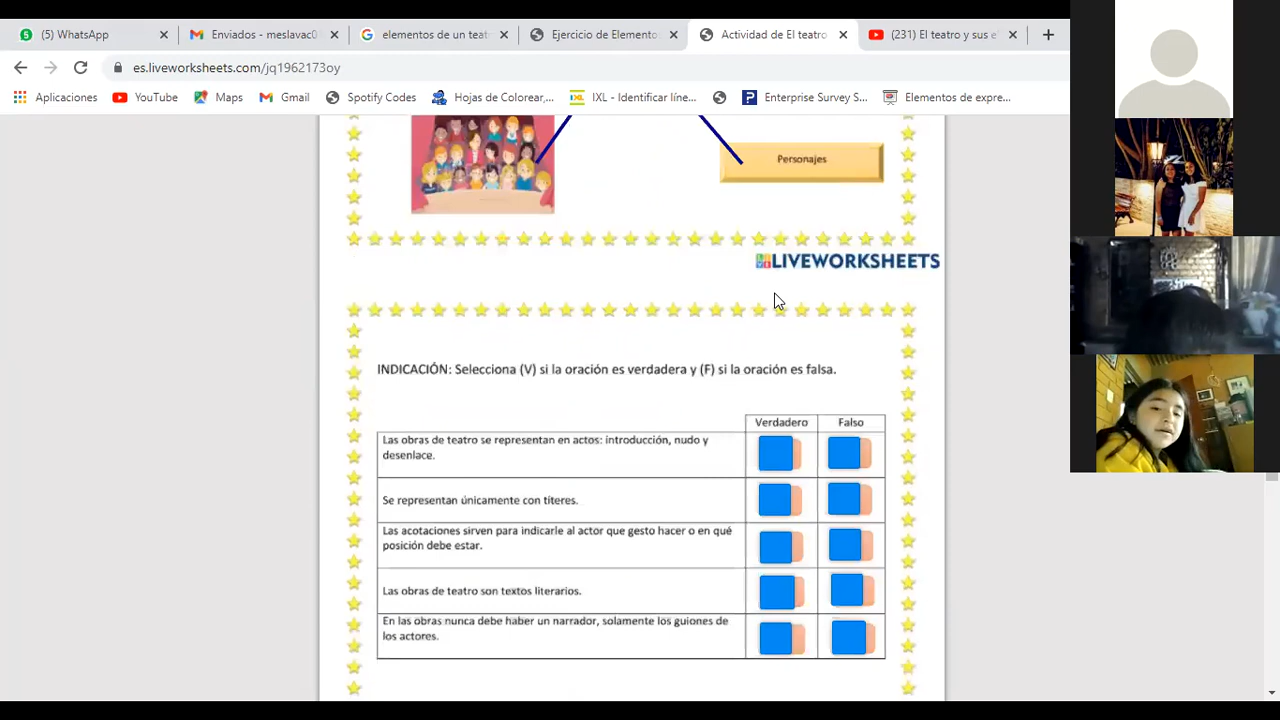 (5) WhatsApp
Enviados - meslavac0
elementos de un teat
Ejercicio de Elemento
Actividad de El teatro
(231) El teatro y sus e
es.liveworksheets.com/jq1962173oy
Aplicaciones
YouTube
Maps
Gmail
Spotify Codes
Hojas de Colorear,...
IXL - Identificar líne...
Enterprise Survey S...
Elementos de expre...
Personajes
LIVEWORKSHEETS
INDICACIÓN: Selecciona (V) si la oración es verdadera y (F) si la oración es falsa.
Verdadero Falso
Las obras de teatro se representan en actos: introducción, nudo y
desenlace.
Se representan únicamente con títeres.
Las acotaciones sirven para indicarle al actor que gesto hacer o en qué
posición debe estar.
Las obras de teatro son textos literarios.
En las obras nunca debe haber un narrador, solamente los guiones de
los actores.